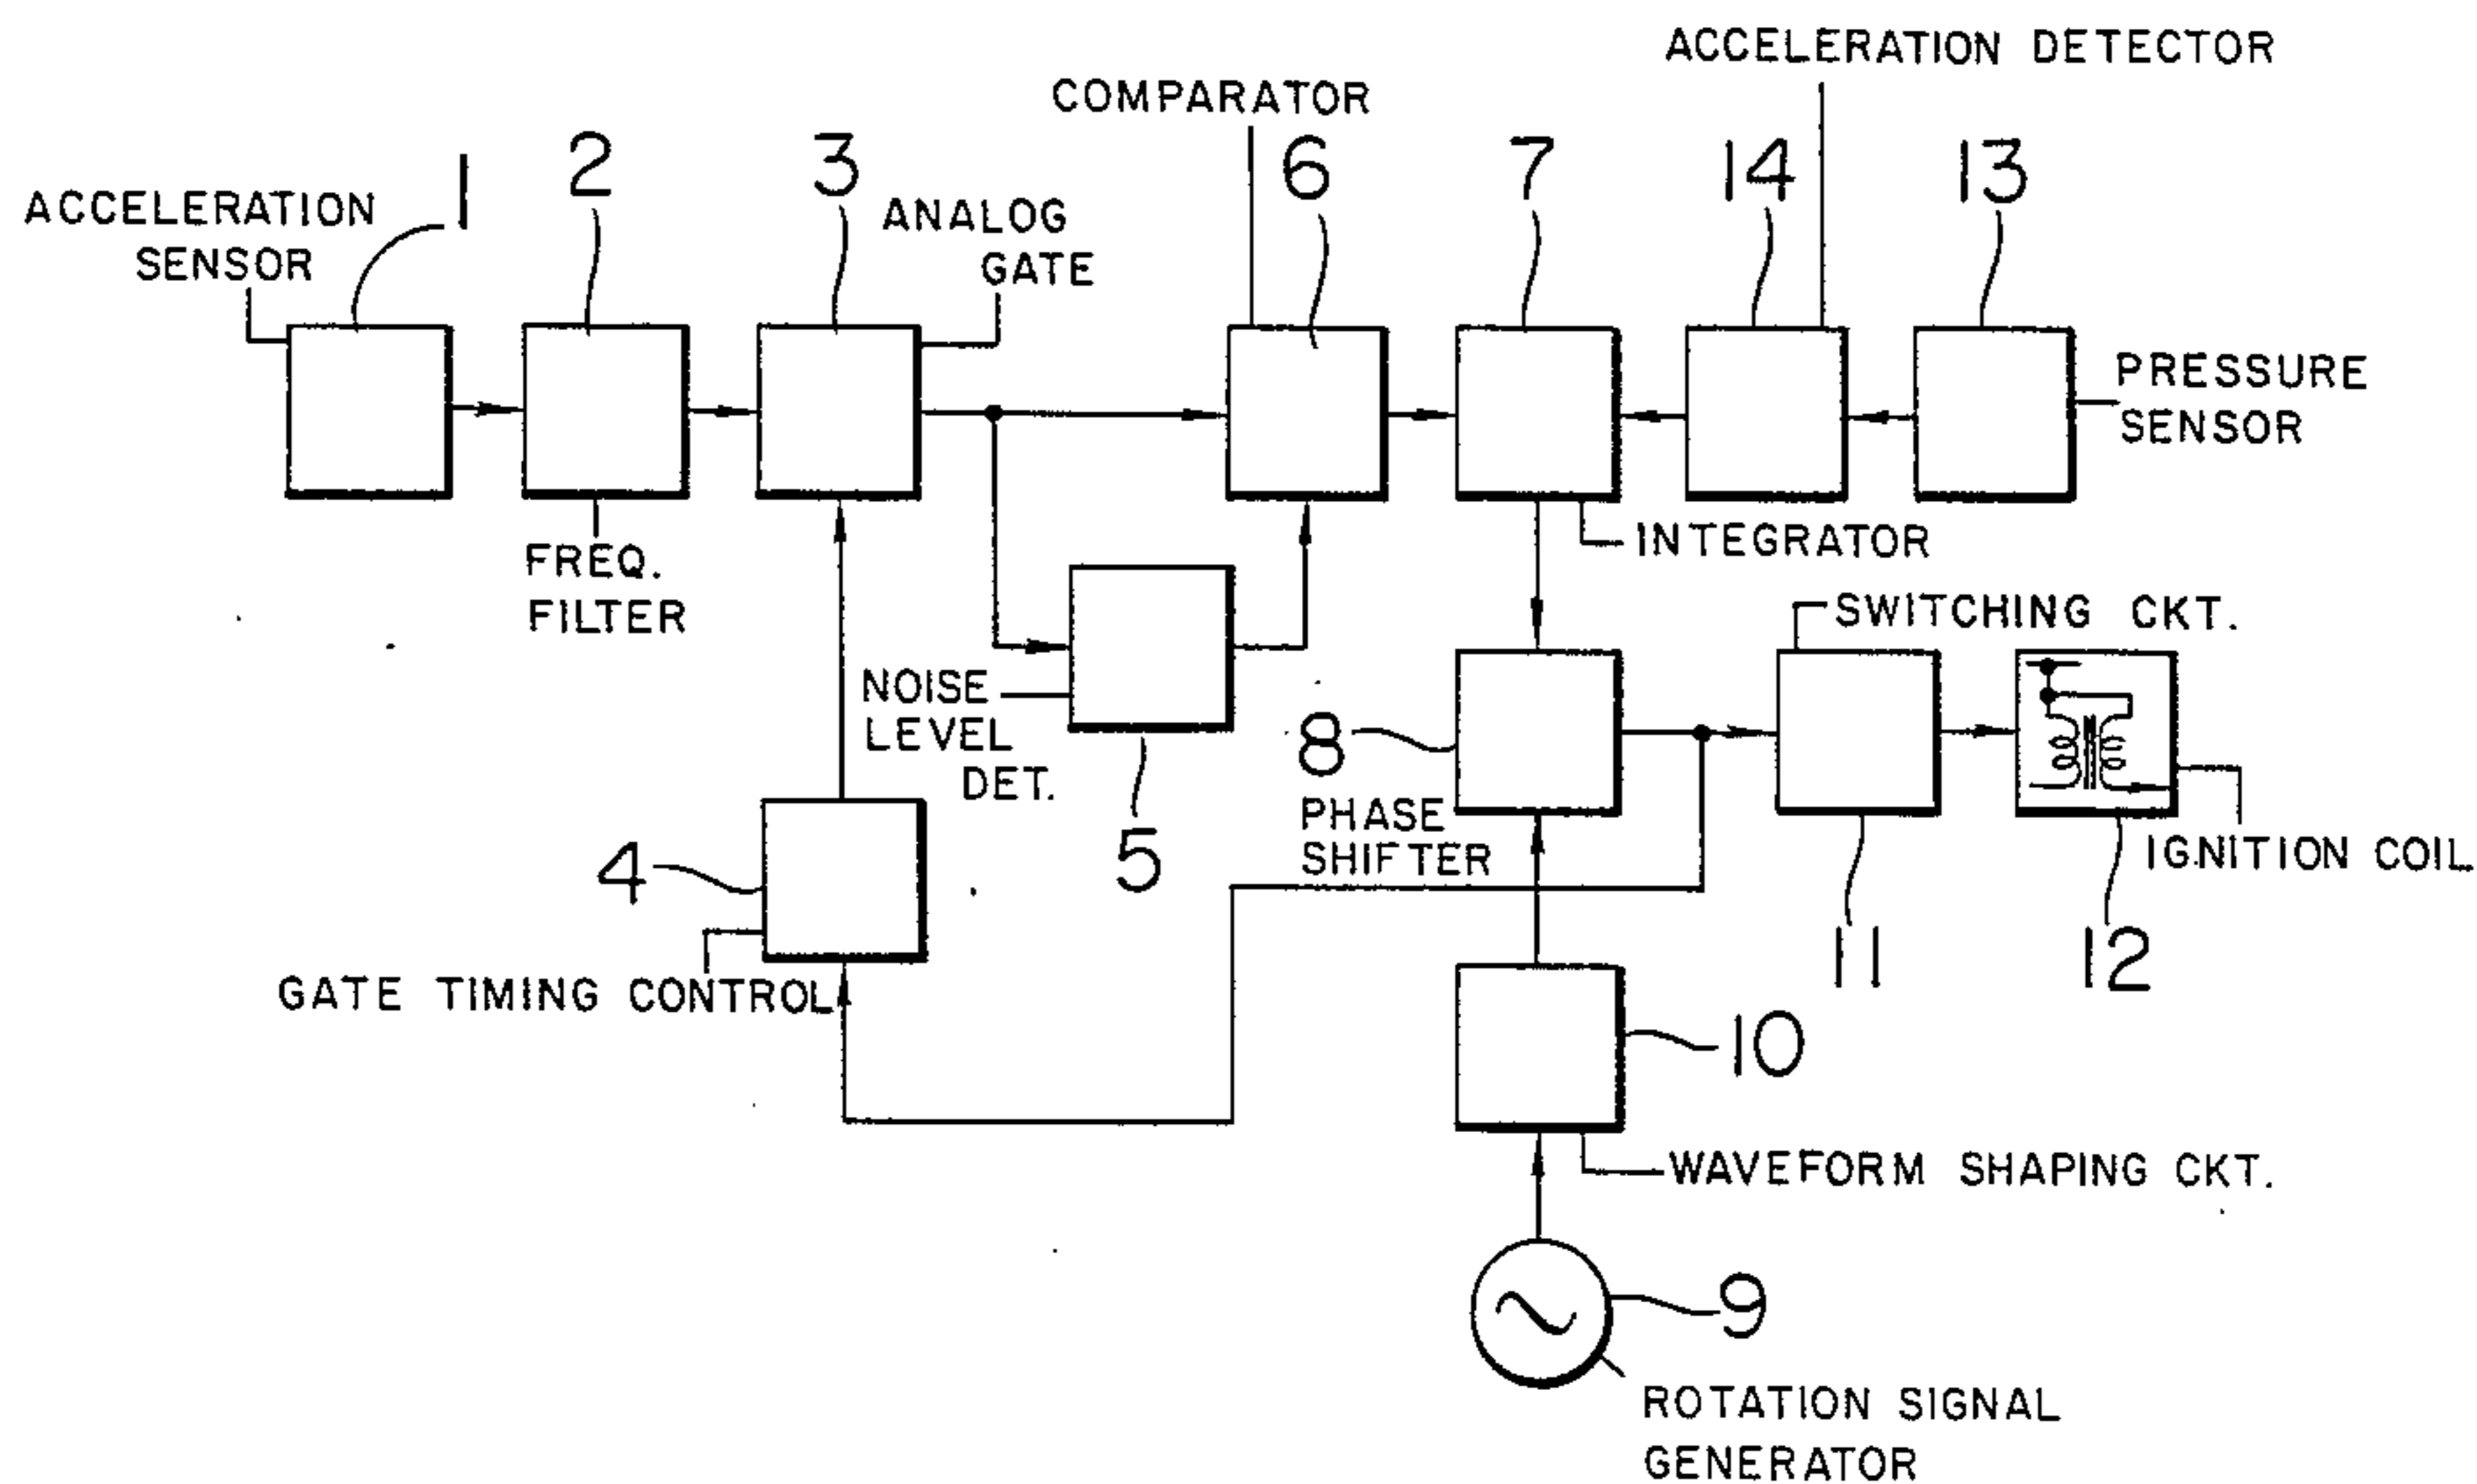 ACCELERATION DETECTOR
COMPARATOR
1
2
3
6
7
14
13
ACCELERATION
SENSOR
ANALOG
GATE
PRESSURE
SENSOR
INTEGRATOR
FREQ.
FILTER
SWITCHING CKT.
NOISE
LEVEL
DET.
8
PHASE
SHIFTER
5
4
IGNITION COIL
11
12
GATE TIMING CONTROL
10
WAVEFORM SHAPING CKT.
9
ROTATION SIGNAL
GENERATOR